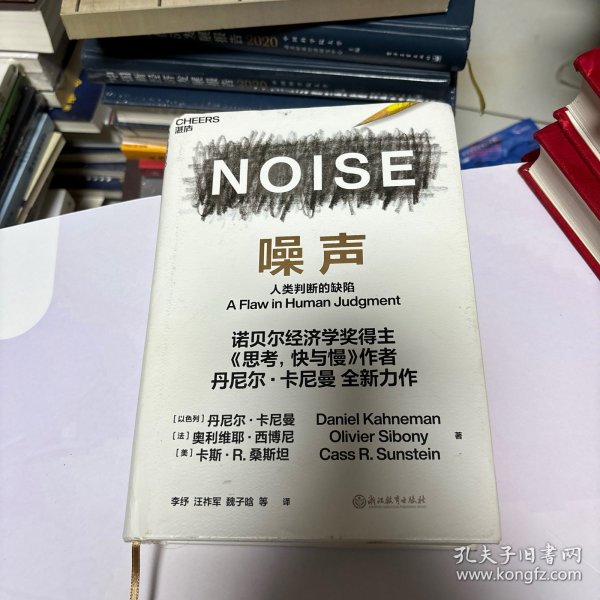 2020
2020
CHEERS
湛庐
NOISE
噪声
人类判断的缺陷
A Flaw in Human Judgment
诺贝尔经济学奖得主
《思考,快与慢》作者
丹尼尔·卡尼曼 全新力作
[以色列] 丹尼尔·卡尼曼 Daniel Kahneman
[法] 奥利维耶·西博尼 Olivier Sibony 著
[美] 卡斯·R. 桑斯坦 Cass R. Sunstein
李纾 汪祚军 魏子晗 等 译
浙江教育出版社
孔夫子旧书网
www.kongfz.com